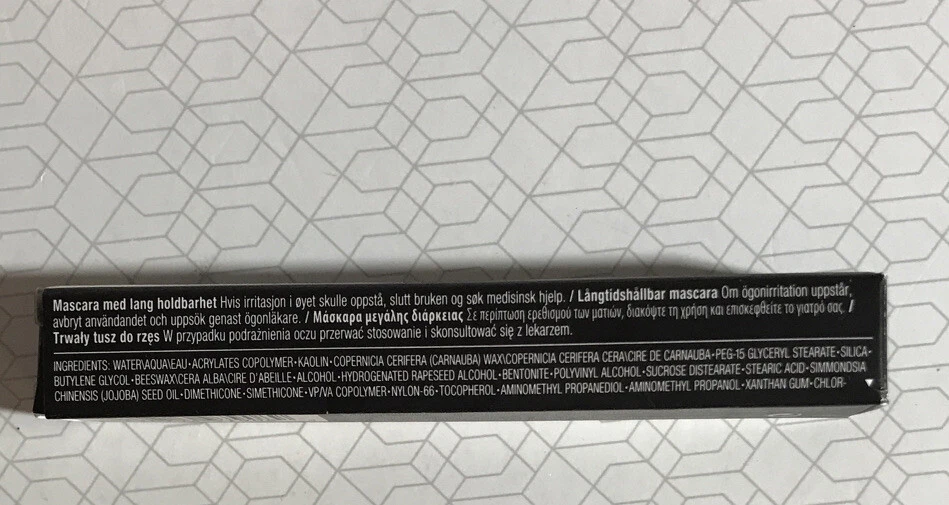 Mascara med lang holdbarhet Hvis irritasjon i øyet skulle oppstå, slutt bruken og søk medisinsk hjelp. / Långtidshållbar mascara Om ögonirritation uppstår,
avbryt användandet och uppsök genast ögonläkare. / Μάσκαρα μεγάλης διάρκειας Σε περίπτωση ερεθισμού των ματιών, διακόψτε τη χρήση και επισκεφθείτε το γιατρό σας. /
Trwały tusz do rzęs W przypadku podrażnienia oczu przerwać stosowanie i skonsultować się z lekarzem.
INGREDIENTS: WATER\AQUA\EAU•ACRYLATES COPOLYMER•KAOLIN•COPERNICIA CERIFERA (CARNAUBA) WAX\COPERNICIA CERIFERA CERA\CIRE DE CARNAUBA•PEG-15 GLYCERYL STEARATE•SILICA•
BUTYLENE GLYCOL•BEESWAX\CERA ALBA\CIRE D'ABEILLE•ALCOHOL•HYDROGENATED RAPESEED ALCOHOL•BENTONITE•POLYVINYL ALCOHOL•SUCROSE DISTEARATE•STEARIC ACID•SIMMONDSIA
CHINENSIS (JOJOBA) SEED OIL•DIMETHICONE•SIMETHICONE•VP/VA COPOLYMER•NYLON-66•TOCOPHEROL•AMINOMETHYL PROPANEDIOL•AMINOMETHYL PROPANOL•XANTHAN GUM•CHLOR-